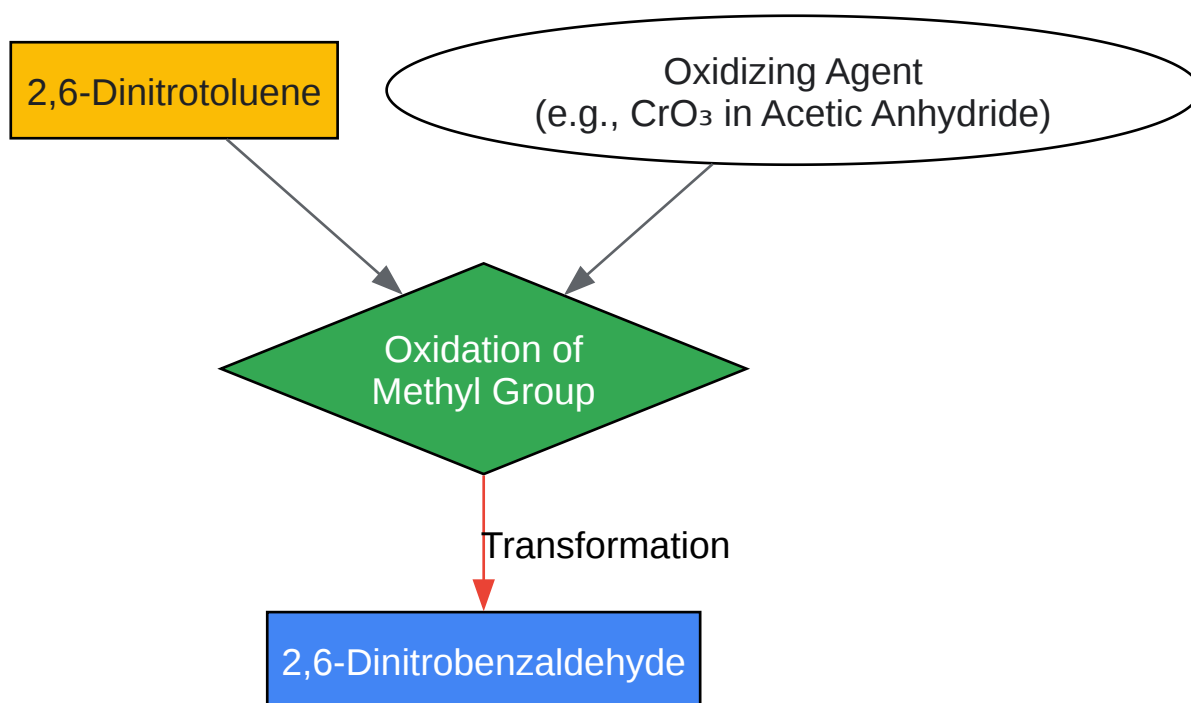 2,6-Dinitrotoluene
Oxidizing Agent
(e.g., CrO₃ in Acetic Anhydride)
Oxidation of
Methyl Group
Transformation
2,6-Dinitrobenzaldehyde